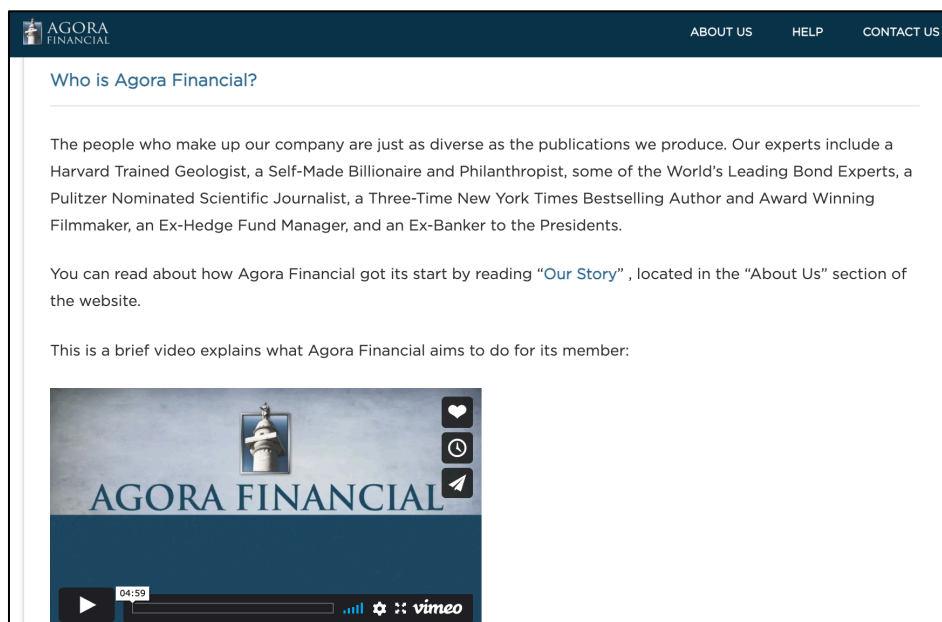 AGORA
FINANCIAL
ABOUT US HELP CONTACT US
Who is Agora Financial?
The people who make up our company are just as diverse as the publications we produce. Our experts include a
Harvard Trained Geologist, a Self-Made Billionaire and Philanthropist, some of the World’s Leading Bond Experts, a
Pulitzer Nominated Scientific Journalist, a Three-Time New York Times Bestselling Author and Award Winning
Filmmaker, an Ex-Hedge Fund Manager, and an Ex-Banker to the Presidents.
You can read about how Agora Financial got its start by reading “Our Story” , located in the “About Us” section of
the website.
This is a brief video explains what Agora Financial aims to do for its member:
AGORA FINANCIAL
04:59
vimeo